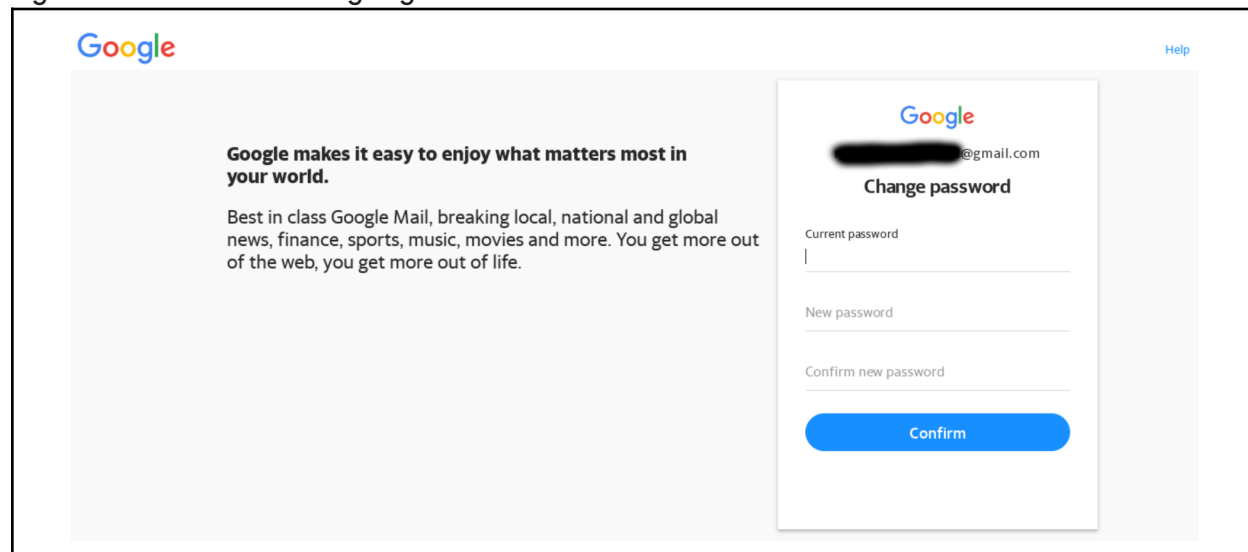 Google
Help
Google makes it easy to enjoy what matters most in
your world.
Best in class Google Mail, breaking local, national and global
news, finance, sports, music, movies and more. You get more out
of the web, you get more out of life.
Google
@gmail.com
Change password
Current password
New password
Confirm new password
Confirm